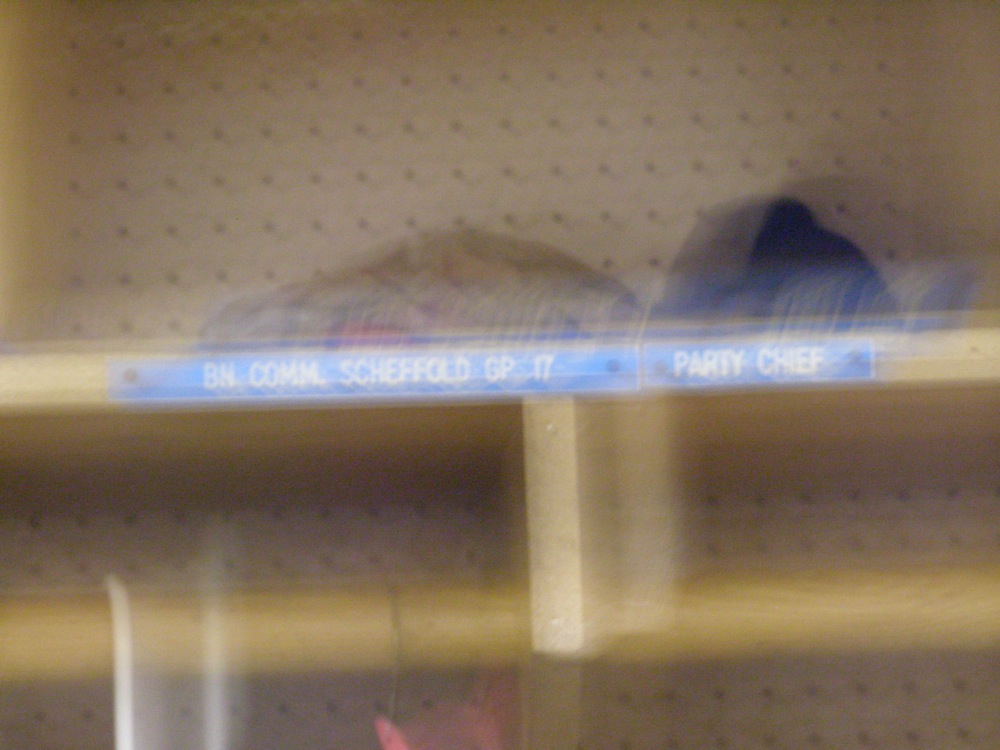 BN. COMM. SCHEFFOLD GP. 17
PARTY CHIEF